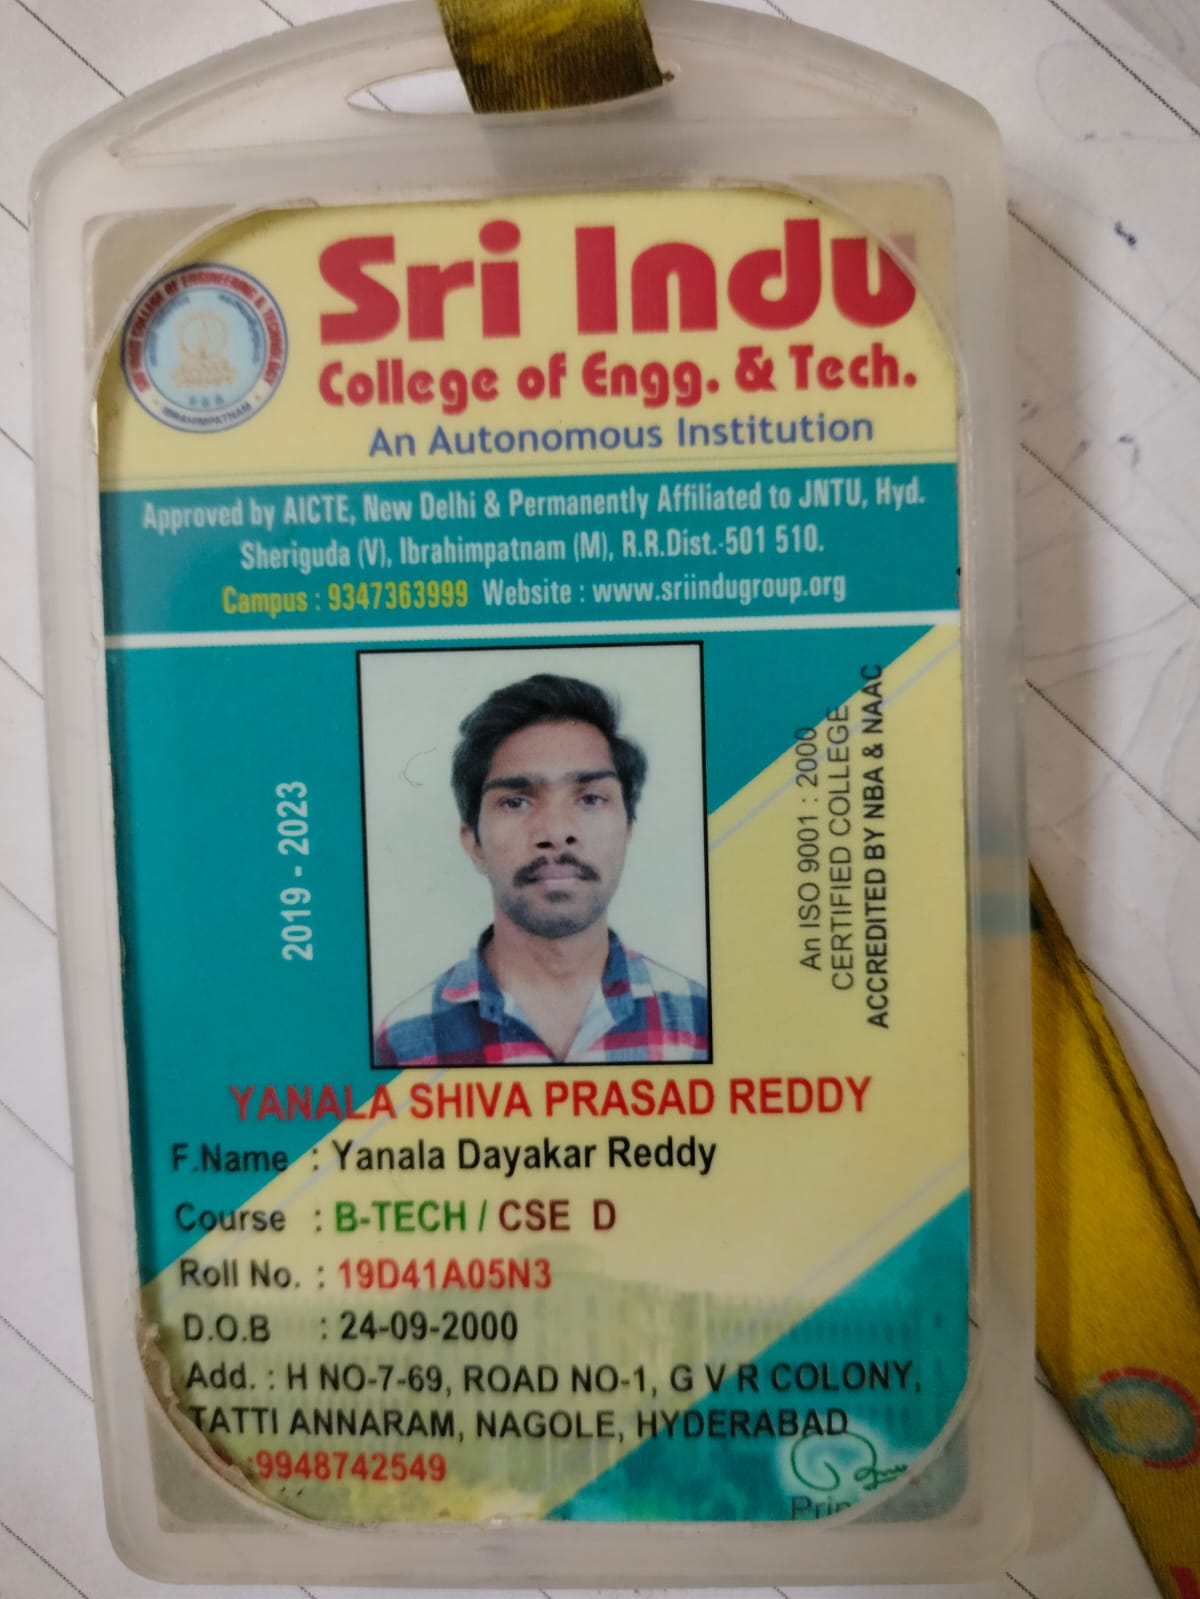 Sri Indu
College of Engg. & Tech.
An Autonomous Institution
Approved by AICTE, New Delhi & Permanently Affiliated to JNTU, Hyd.
Sheriguda (V), Ibrahimpatnam (M), R.R.Dist.-501 510.
Campus : 9347363999 Website : www.sriindugroup.org
2019 - 2023
An ISO 9001 : 2000
CERTIFIED COLLEGE
ACCREDITED BY NBA & NAAC
YANALA SHIVA PRASAD REDDY
F.Name : Yanala Dayakar Reddy
Course : B-TECH / CSE D
Roll No. : 19D41A05N3
D.O.B : 24-09-2000
Add. : H NO-7-69, ROAD NO-1, G V R COLONY,
TATTI ANNARAM, NAGOLE, HYDERABAD
:9948742549